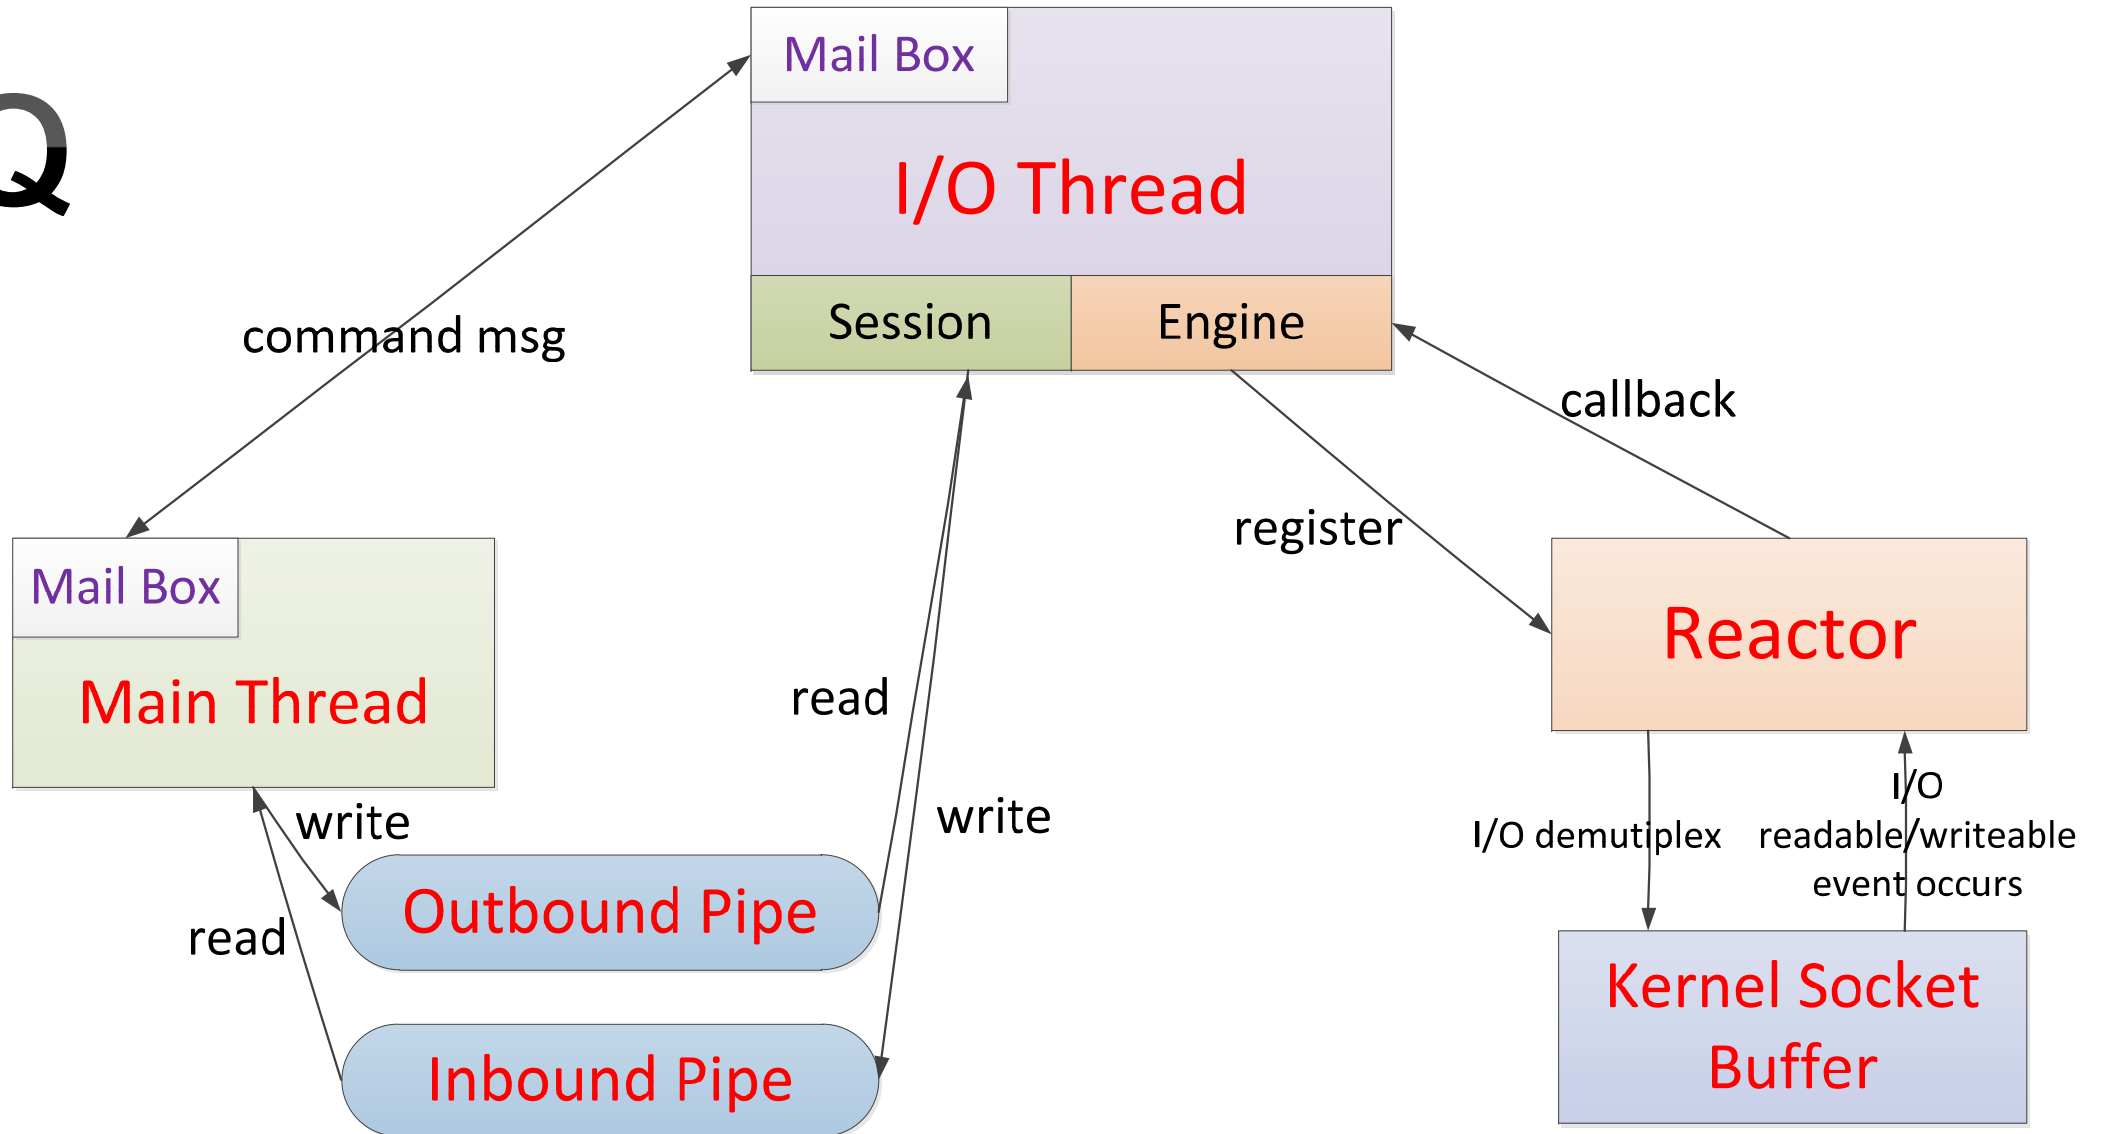 Mail Box
Q
I/O Thread
Session
Engine
command msg
callback
register
Mail Box
Main Thread
Reactor
read
write
write
read
I/O
I/O demutiplex
readable/writeable
event occurs
Outbound Pipe
Inbound Pipe
Kernel Socket
Buffer